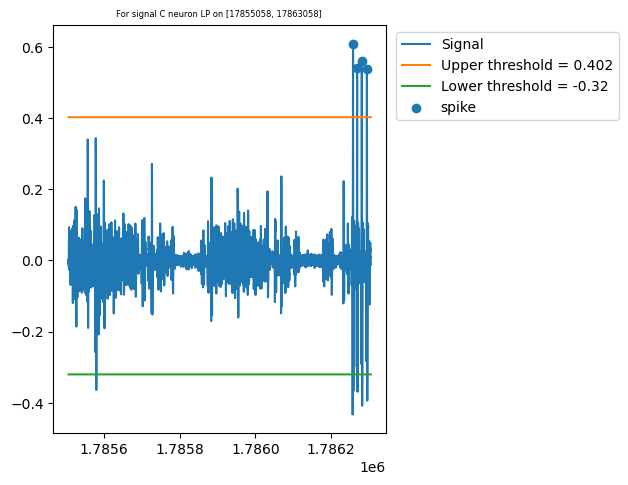 For signal C neuron LP on [17855058, 17863058]
Signal
Upper threshold = 0.402
Lower threshold = -0.32
spike
0.6
0.4
0.2
0.0
−0.2
−0.4
1.7856 1.7858 1.7860 1.7862
1e6